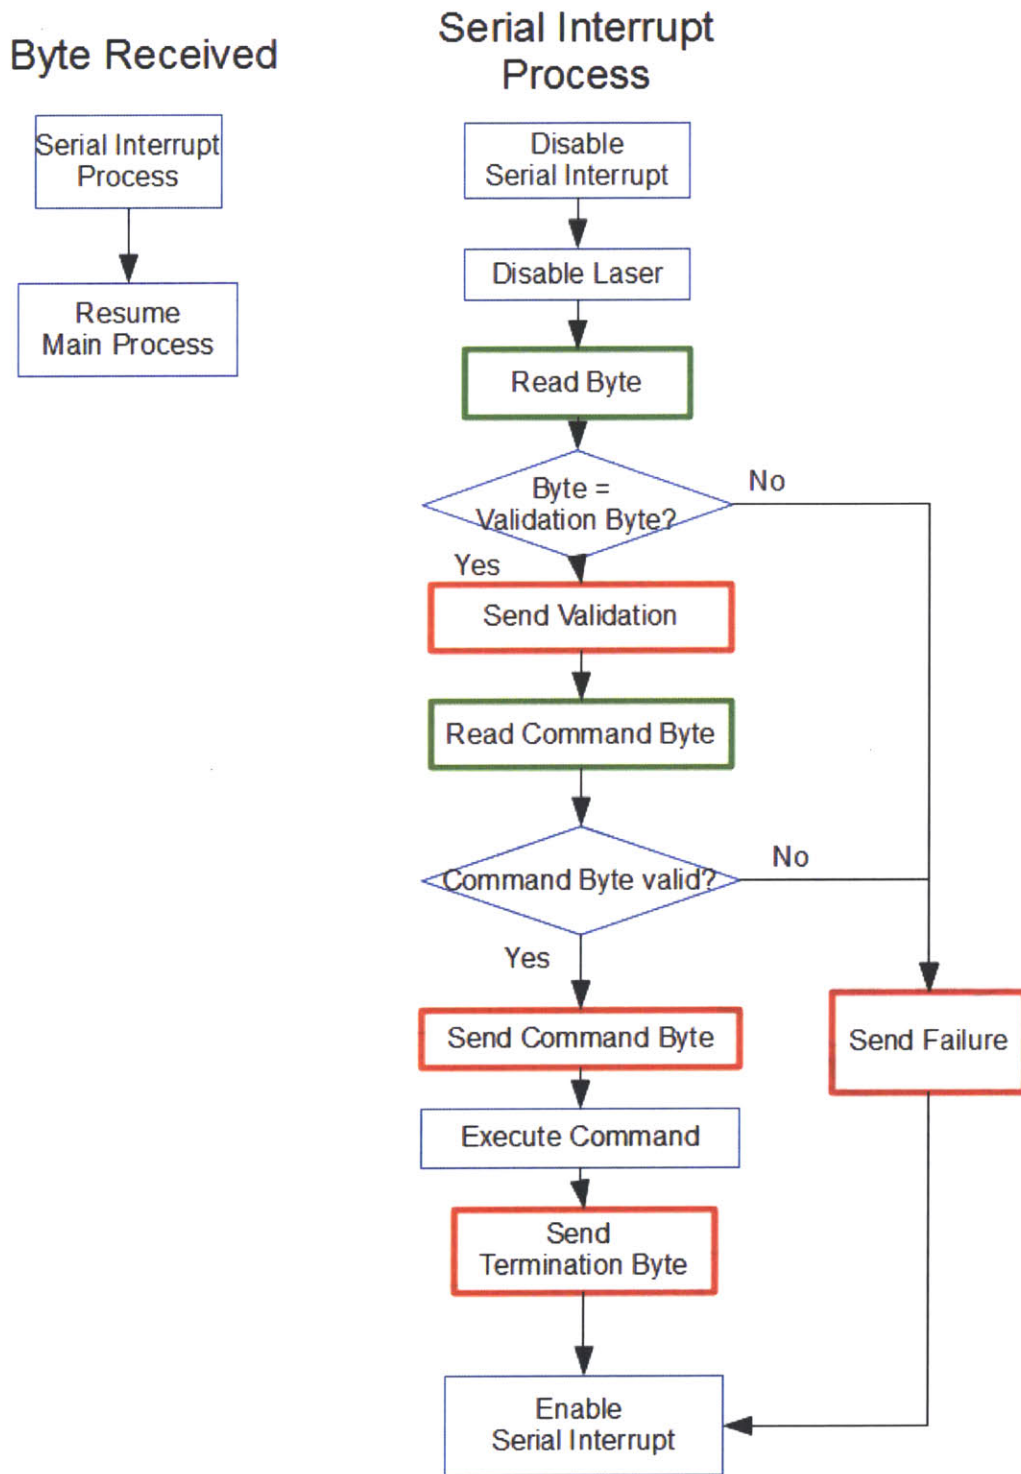 Byte Received
Serial Interrupt
Process
Resume
Main Process
Serial Interrupt
Process
Disable
Serial Interrupt
Disable Laser
Read Byte
Byte =
Validation Byte?
No
Yes
Send Validation
Read Command Byte
Command Byte valid?
No
Yes
Send Command Byte
Send Failure
Execute Command
Send
Termination Byte
Enable
Serial Interrupt